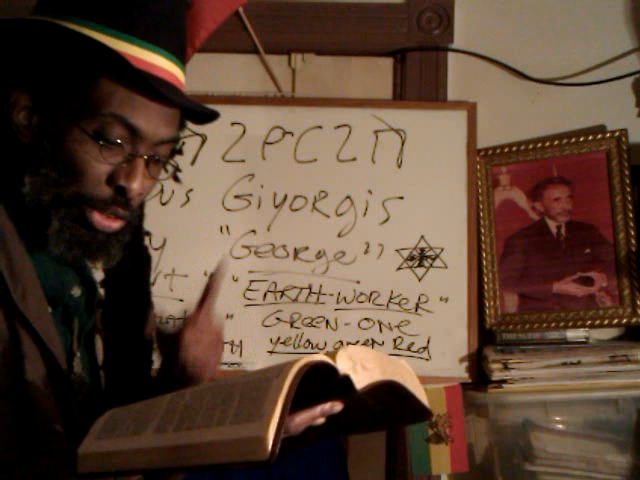 ጊዮርጊስ
Giyorgis
"George"
"EARTH-WORKER"
GREEN-ONE
yellow green Red